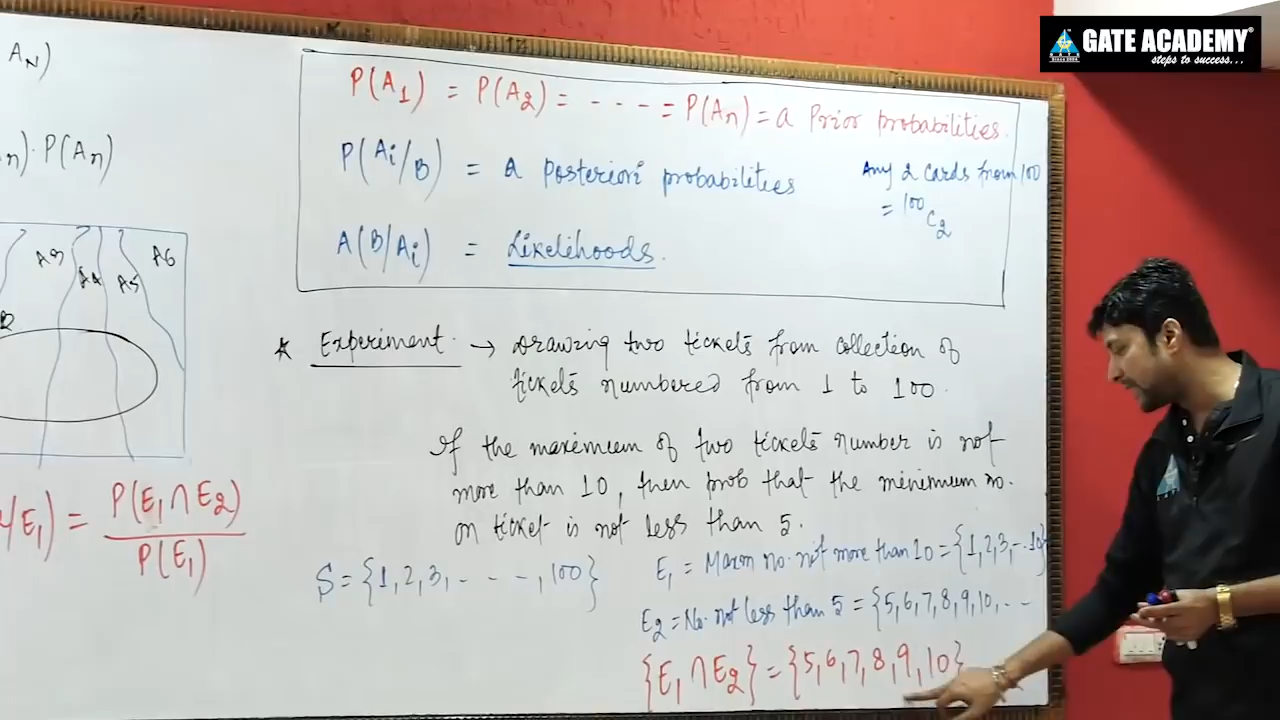 GATE ACADEMY®
steps to success...
A_N)
n)·P(An)
A3 A4 A5 A6
B
/E₁) = P(E₁ ∩ E₂)
P(E₁)
P(A₁) = P(A₂) = - - - - = P(An) = a Prior probabilities.
P(Ai/B) = a Posteriori probabilities
Any 2 cards from 100
= ¹⁰⁰C₂
A(B/Ai) = Likelihoods.
* Experiment → Drawing two tickets from collection of
tickets numbered from 1 to 100.
If the maximum of two tickets number is not
more than 10, then prob that the minimum no.
on ticket is not less than 5.
S = {1,2,3,- - - -,100}
E₁ = Maxm no. not more than 10 = {1,2,3,-·10}
E₂ = No. not less than 5 = {5,6,7,8,9,10,- - -
{E₁ ∩ E₂} = {5,6,7,8,9,10}